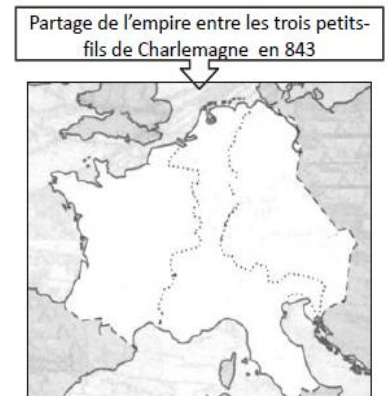 Partage de l’empire entre les trois petits-
fils de Charlemagne  en 843